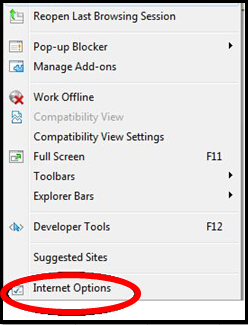 Reopen Last Browsing Session
Pop-up Blocker
Manage Add-ons
Work Offline
Compatibility View
Compatibility View Settings
Full Screen F11
Toolbars
Explorer Bars
Developer Tools F12
Suggested Sites
Internet Options